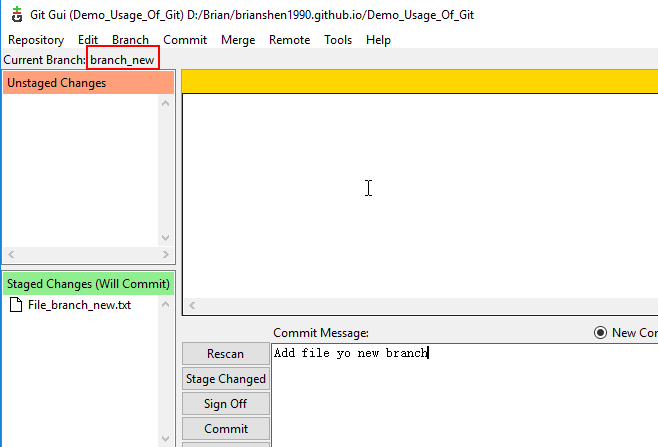 Git Gui (Demo_Usage_Of_Git) D:/Brian/brianshen1990.github.io/Demo_Usage_Of_Git
Repository Edit Branch Commit Merge Remote Tools Help
Current Branch: branch_new
Unstaged Changes
Staged Changes (Will Commit)
File_branch_new.txt
Commit Message:
New Cor
Rescan
Add file yo new branch
Stage Changed
Sign Off
Commit